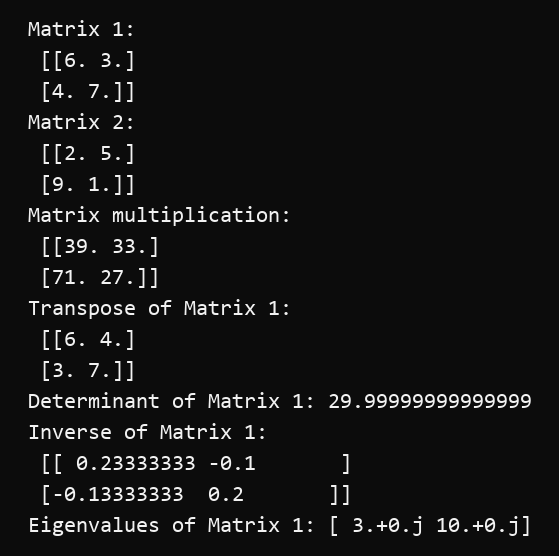 Matrix 1:
 [[6. 3.]
 [4. 7.]]
Matrix 2:
 [[2. 5.]
 [9. 1.]]
Matrix multiplication:
 [[39. 33.]
 [71. 27.]]
Transpose of Matrix 1:
 [[6. 4.]
 [3. 7.]]
Determinant of Matrix 1: 29.99999999999999
Inverse of Matrix 1:
 [[ 0.23333333 -0.1       ]
 [-0.13333333  0.2       ]]
Eigenvalues of Matrix 1: [ 3.+0.j 10.+0.j]